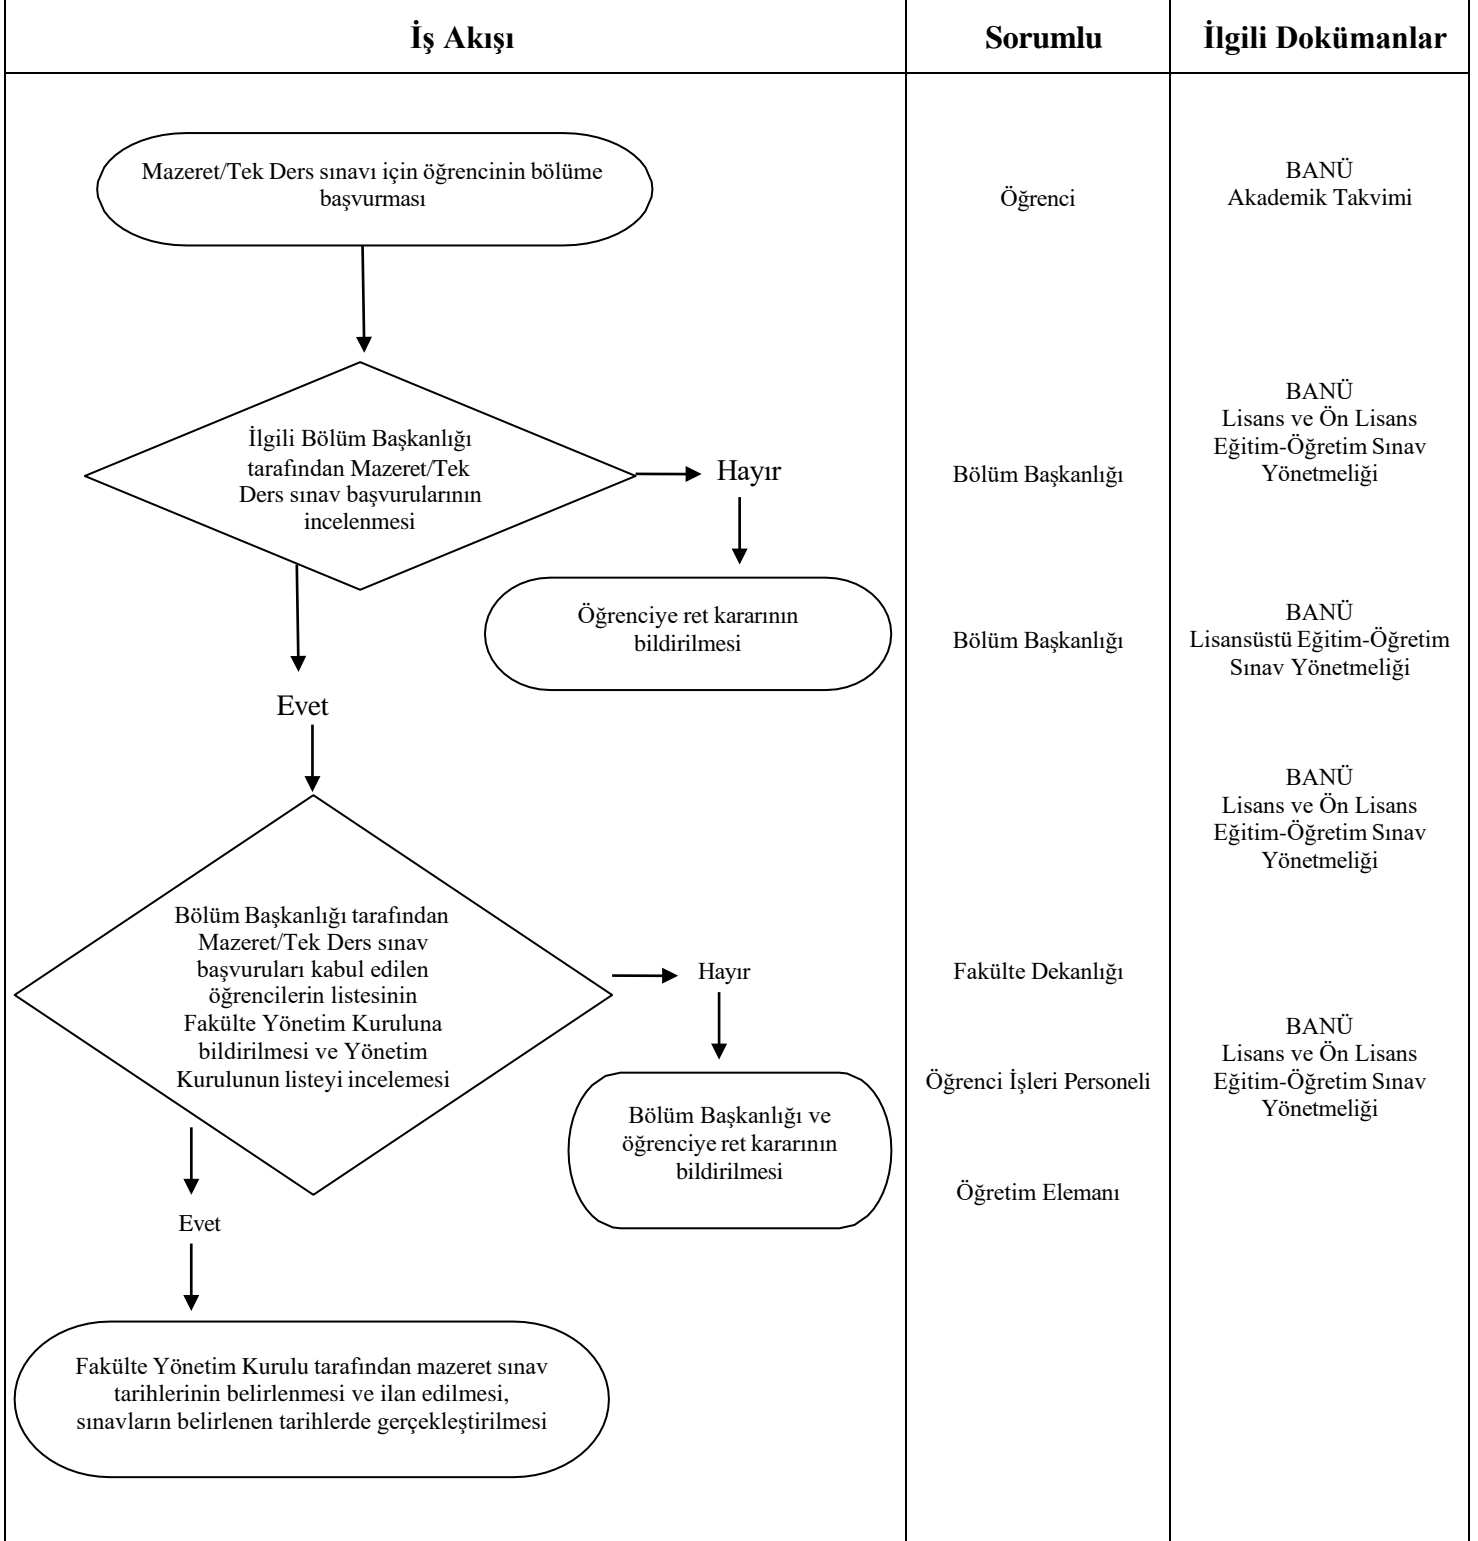 İş Akışı
Sorumlu
İlgili Dokümanlar
Mazeret/Tek Ders sınavı için öğrencinin bölüme
başvurması
Öğrenci
BANÜ
Akademik Takvimi
İlgili Bölüm Başkanlığı
tarafından Mazeret/Tek
Ders sınav başvurularının
incelenmesi
Hayır
Bölüm Başkanlığı
BANÜ
Lisans ve Ön Lisans
Eğitim-Öğretim Sınav
Yönetmeliği
Öğrenciye ret kararının
bildirilmesi
Bölüm Başkanlığı
BANÜ
Lisansüstü Eğitim-Öğretim
Sınav Yönetmeliği
Evet
BANÜ
Lisans ve Ön Lisans
Eğitim-Öğretim Sınav
Yönetmeliği
Bölüm Başkanlığı tarafından
Mazeret/Tek Ders sınav
başvuruları kabul edilen
öğrencilerin listesinin
Fakülte Yönetim Kuruluna
bildirilmesi ve Yönetim
Kurulunun listeyi incelemesi
Hayır
Fakülte Dekanlığı
BANÜ
Lisans ve Ön Lisans
Eğitim-Öğretim Sınav
Yönetmeliği
Öğrenci İşleri Personeli
Bölüm Başkanlığı ve
öğrenciye ret kararının
bildirilmesi
Öğretim Elemanı
Evet
Fakülte Yönetim Kurulu tarafından mazeret sınav
tarihlerinin belirlenmesi ve ilan edilmesi,
sınavların belirlenen tarihlerde gerçekleştirilmesi